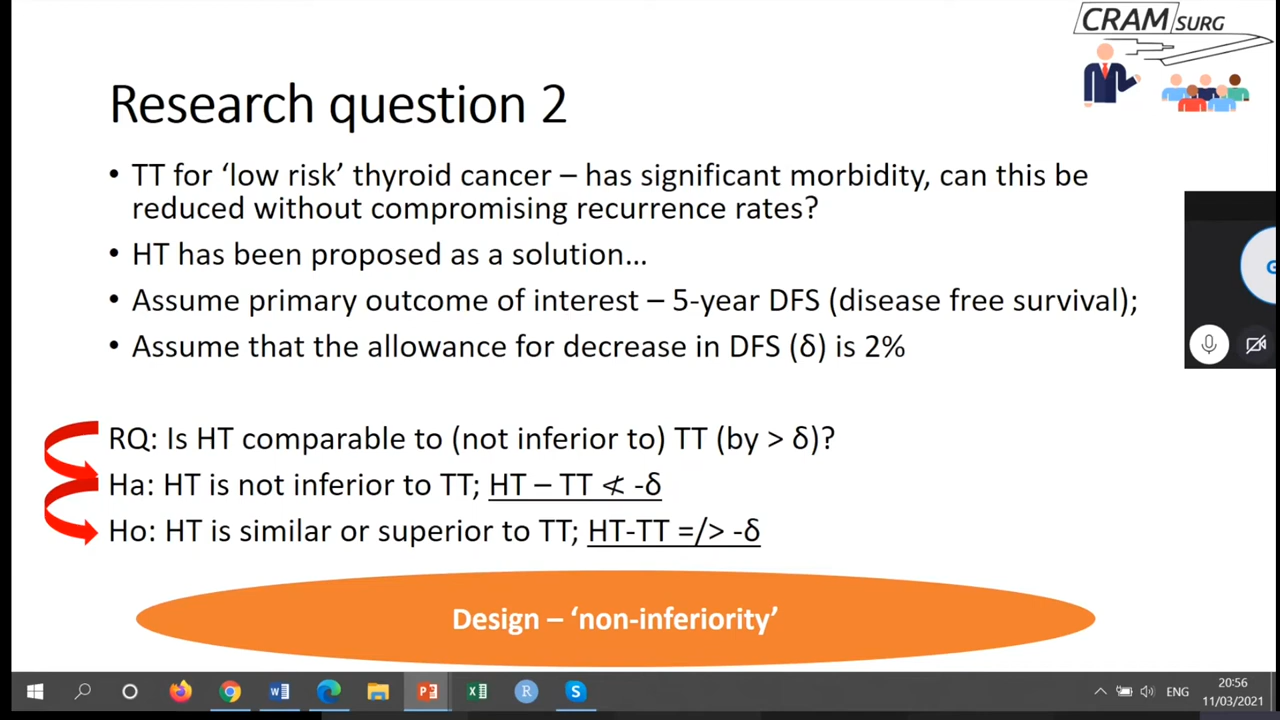 CRAM SURG
Research question 2
• TT for ‘low risk’ thyroid cancer – has significant morbidity, can this be
reduced without compromising recurrence rates?
• HT has been proposed as a solution…
• Assume primary outcome of interest – 5-year DFS (disease free survival);
• Assume that the allowance for decrease in DFS (δ) is 2%
RQ: Is HT comparable to (not inferior to) TT (by > δ)?
Ha: HT is not inferior to TT; HT – TT ≮ -δ
Ho: HT is similar or superior to TT; HT-TT =/> -δ
Design – ‘non-inferiority’
ENG
20:56
11/03/2021